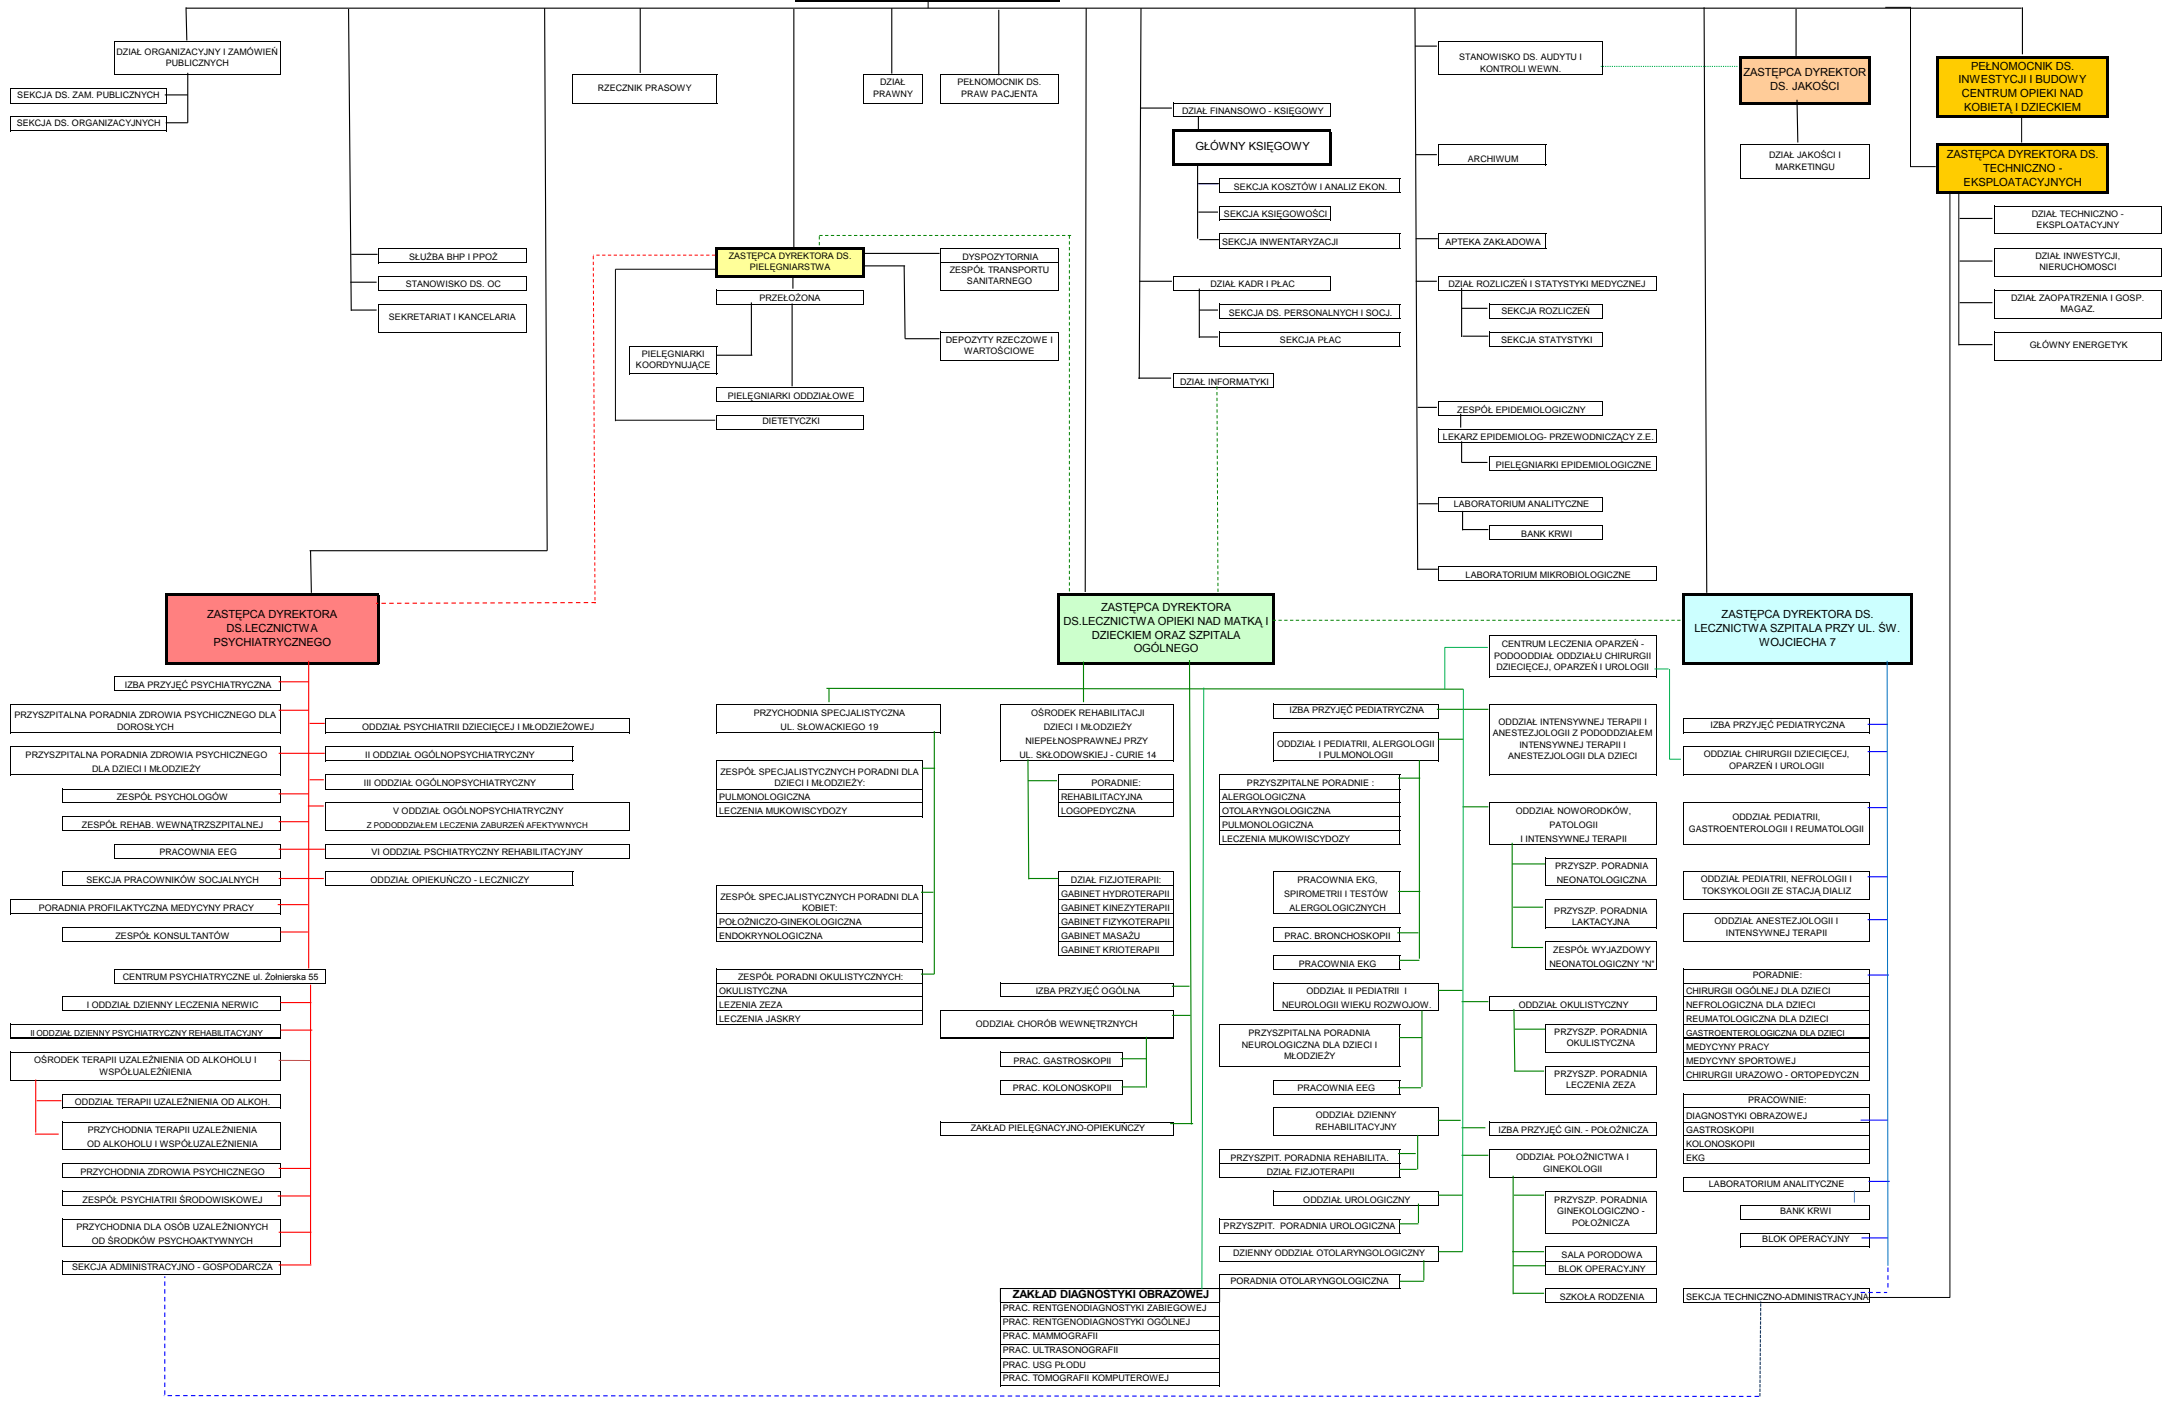 DZIAŁ ORGANIZACYJNY I ZAMÓWIEŃ
PUBLICZNYCH
SEKCJA DS. ZAM. PUBLICZNYCH
SEKCJA DS. ORGANIZACYJNYCH
SŁUŻBA BHP I PPOŻ
STANOWISKO DS. OC
SEKRETARIAT I KANCELARIA
RZECZNIK PRASOWY
DZIAŁ
PRAWNY
PEŁNOMOCNIK DS.
PRAW PACJENTA
ZASTĘPCA DYREKTORA DS.
PIELĘGNIARSTWA
PRZEŁOŻONA
PIELĘGNIARKI
KOORDYNUJĄCE
PIELĘGNIARKI ODDZIAŁOWE
DIETETYCZKI
DYSPOZYTORNIA
ZESPÓŁ TRANSPORTU
SANITARNEGO
DEPOZYTY RZECZOWE I
WARTOŚCIOWE
DZIAŁ FINANSOWO - KSIĘGOWY
GŁÓWNY KSIĘGOWY
SEKCJA KOSZTÓW I ANALIZ EKON.
SEKCJA KSIĘGOWOŚCI
SEKCJA INWENTARYZACJI
DZIAŁ KADR I PŁAC
SEKCJA DS. PERSONALNYCH I SOCJ.
SEKCJA PŁAC
DZIAŁ INFORMATYKI
STANOWISKO DS. AUDYTU I
KONTROLI WEWN.
ARCHIWUM
APTEKA ZAKŁADOWA
DZIAŁ ROZLICZEŃ I STATYSTYKI MEDYCZNEJ
SEKCJA ROZLICZEŃ
SEKCJA STATYSTYKI
ZESPÓŁ EPIDEMIOLOGICZNY
LEKARZ EPIDEMIOLOG- PRZEWODNICZĄCY Z.E.
PIELĘGNIARKI EPIDEMIOLOGICZNE
LABORATORIUM ANALITYCZNE
BANK KRWI
LABORATORIUM MIKROBIOLOGICZNE
ZASTĘPCA DYREKTOR
DS. JAKOŚCI
DZIAŁ JAKOŚCI I
MARKETINGU
PEŁNOMOCNIK DS.
INWESTYCJI I BUDOWY
CENTRUM OPIEKI NAD
KOBIETĄ I DZIECKIEM
ZASTĘPCA DYREKTORA DS.
TECHNICZNO -
EKSPLOATACYJNYCH
DZIAŁ TECHNICZNO -
EKSPLOATACYJNY
DZIAŁ INWESTYCJI,
NIERUCHOMOSCI
DZIAŁ ZAOPATRZENIA I GOSP.
MAGAZ.
GŁÓWNY ENERGETYK
ZASTĘPCA DYREKTORA
DS.LECZNICTWA
PSYCHIATRYCZNEGO
IZBA PRZYJĘĆ PSYCHIATRYCZNA
PRZYSZPITALNA PORADNIA ZDROWIA PSYCHICZNEGO DLA
DOROSŁYCH
PRZYSZPITALNA PORADNIA ZDROWIA PSYCHICZNEGO
DLA DZIECI I MŁODZIEŻY
ZESPÓŁ PSYCHOLOGÓW
ZESPÓŁ REHAB. WEWNĄTRZSZPITALNEJ
PRACOWNIA EEG
SEKCJA PRACOWNIKÓW SOCJALNYCH
PORADNIA PROFILAKTYCZNA MEDYCYNY PRACY
ZESPÓŁ KONSULTANTÓW
ODDZIAŁ PSYCHIATRII DZIECIĘCEJ I MŁODZIEŻOWEJ
II ODDZIAŁ OGÓLNOPSYCHIATRYCZNY
III ODDZIAŁ OGÓLNOPSYCHIATRYCZNY
V ODDZIAŁ OGÓLNOPSYCHIATRYCZNY
Z PODODDZIAŁEM LECZENIA ZABURZEŃ AFEKTYWNYCH
VI ODDZIAŁ PSCHIATRYCZNY REHABILITACYJNY
ODDZIAŁ OPIEKUŃCZO - LECZNICZY
CENTRUM PSYCHIATRYCZNE ul. Żołnierska 55
I ODDZIAŁ DZIENNY LECZENIA NERWIC
II ODDZIAŁ DZIENNY PSYCHIATRYCZNY REHABILITACYJNY
OŚRODEK TERAPII UZALEŻNIENIA OD ALKOHOLU I
WSPÓŁUALEŻNIENIA
ODDZIAŁ TERAPII UZALEŻNIENIA OD ALKOH.
PRZYCHODNIA TERAPII UZALEŻNIENIA
OD ALKOHOLU I WSPÓŁUZALEŻNIENIA
PRZYCHODNIA ZDROWIA PSYCHICZNEGO
ZESPÓŁ PSYCHIATRII ŚRODOWISKOWEJ
PRZYCHODNIA DLA OSÓB UZALEŻNIONYCH
OD ŚRODKÓW PSYCHOAKTYWNYCH
SEKCJA ADMINISTRACYJNO - GOSPODARCZA
ZASTĘPCA DYREKTORA
DS.LECZNICTWA OPIEKI NAD MATKĄ I
DZIECKIEM ORAZ SZPITALA
OGÓLNEGO
PRZYCHODNIA SPECJALISTYCZNA
UL. SŁOWACKIEGO 19
ZESPÓŁ SPECJALISTYCZNYCH PORADNI DLA
DZIECI I MŁODZIEŻY:
PULMONOLOGICZNA
LECZENIA MUKOWISCYDOZY
ZESPÓŁ SPECJALISTYCZNYCH PORADNI DLA
KOBIET:
POŁOŻNICZO-GINEKOLOGICZNA
ENDOKRYNOLOGICZNA
ZESPÓŁ PORADNI OKULISTYCZNYCH:
OKULISTYCZNA
LEZENIA ZEZA
LECZENIA JASKRY
OŚRODEK REHABILITACJI
DZIECI I MŁODZIEŻY
NIEPEŁNOSPRAWNEJ PRZY
UL. SKŁODOWSKIEJ - CURIE 14
PORADNIE:
REHABILITACYJNA
LOGOPEDYCZNA
DZIAŁ FIZJOTERAPII:
GABINET HYDROTERAPII
GABINET KINEZYTERAPII
GABINET FIZYKOTERAPII
GABINET MASAŻU
GABINET KRIOTERAPII
IZBA PRZYJĘĆ OGÓLNA
ODDZIAŁ CHORÓB WEWNĘTRZNYCH
PRAC. GASTROSKOPII
PRAC. KOLONOSKOPII
ZAKŁAD PIELĘGNACYJNO-OPIEKUŃCZY
ZAKŁAD DIAGNOSTYKI OBRAZOWEJ
PRAC. RENTGENODIAGNOSTYKI ZABIEGOWEJ
PRAC. RENTGENODIAGNOSTYKI OGÓLNEJ
PRAC. MAMMOGRAFII
PRAC. ULTRASONOGRAFII
PRAC. USG PŁODU
PRAC. TOMOGRAFII KOMPUTEROWEJ
IZBA PRZYJĘĆ PEDIATRYCZNA
ODDZIAŁ I PEDIATRII, ALERGOLOGII
I PULMONOLOGII
PRZYSZPITALNE PORADNIE :
ALERGOLOGICZNA
OTOLARYNGOLOGICZNA
PULMONOLOGICZNA
LECZENIA MUKOWISCYDOZY
PRACOWNIA EKG,
SPIROMETRII I TESTÓW
ALERGOLOGICZNYCH
PRAC. BRONCHOSKOPII
PRACOWNIA EKG
ODDZIAŁ II PEDIATRII I
NEUROLOGII WIEKU ROZWOJOW.
PRZYSZPITALNA PORADNIA
NEUROLOGICZNA DLA DZIECI I
MŁODZIEŻY
PRACOWNIA EEG
ODDZIAŁ DZIENNY
REHABILITACYJNY
PRZYSZPIT. PORADNIA REHABILITA.
DZIAŁ FIZJOTERAPII
ODDZIAŁ UROLOGICZNY
PRZYSZPIT. PORADNIA UROLOGICZNA
DZIENNY ODDZIAŁ OTOLARYNGOLOGICZNY
PORADNIA OTOLARYNGOLOGICZNA
CENTRUM LECZENIA OPARZEŃ -
PODOODDIAŁ ODDZIAŁU CHIRURGII
DZIECIĘCEJ, OPARZEŃ I UROLOGII
ODDZIAŁ INTENSYWNEJ TERAPII I
ANESTEZJOLOGII Z PODODDZIAŁEM
INTENSYWNEJ TERAPII I
ANESTEZJOLOGII DLA DZIECI
ODDZIAŁ NOWORODKÓW,
PATOLOGII
I INTENSYWNEJ TERAPII
PRZYSZP. PORADNIA
NEONATOLOGICZNA
PRZYSZP. PORADNIA
LAKTACYJNA
ZESPÓŁ WYJAZDOWY
NEONATOLOGICZNY "N"
ODDZIAŁ OKULISTYCZNY
PRZYSZP. PORADNIA
OKULISTYCZNA
PRZYSZP. PORADNIA
LECZENIA ZEZA
IZBA PRZYJĘĆ GIN. - POŁOŻNICZA
ODDZIAŁ POŁOŻNICTWA I
GINEKOLOGII
PRZYSZP. PORADNIA
GINEKOLOGICZNO -
POŁOŻNICZA
SALA PORODOWA
BLOK OPERACYJNY
SZKOŁA RODZENIA
ZASTĘPCA DYREKTORA DS.
LECZNICTWA SZPITALA PRZY UL. ŚW.
WOJCIECHA 7
IZBA PRZYJĘĆ PEDIATRYCZNA
ODDZIAŁ CHIRURGII DZIECIĘCEJ,
OPARZEŃ I UROLOGII
ODDZIAŁ PEDIATRII,
GASTROENTEROLOGII I REUMATOLOGII
ODDZIAŁ PEDIATRII, NEFROLOGII I
TOKSYKOLOGII ZE STACJĄ DIALIZ
ODDZIAŁ ANESTEZJOLOGII I
INTENSYWNEJ TERAPII
PORADNIE:
CHIRURGII OGÓLNEJ DLA DZIECI
NEFROLOGICZNA DLA DZIECI
REUMATOLOGICZNA DLA DZIECI
GASTROENTEROLOGICZNA DLA DZIECI
MEDYCYNY PRACY
MEDYCYNY SPORTOWEJ
CHIRURGII URAZOWO - ORTOPEDYCZN
PRACOWNIE:
DIAGNOSTYKI OBRAZOWEJ
GASTROSKOPII
KOLONOSKOPII
EKG
LABORATORIUM ANALITYCZNE
BANK KRWI
BLOK OPERACYJNY
SEKCJA TECHNICZNO-ADMINISTRACYJNA